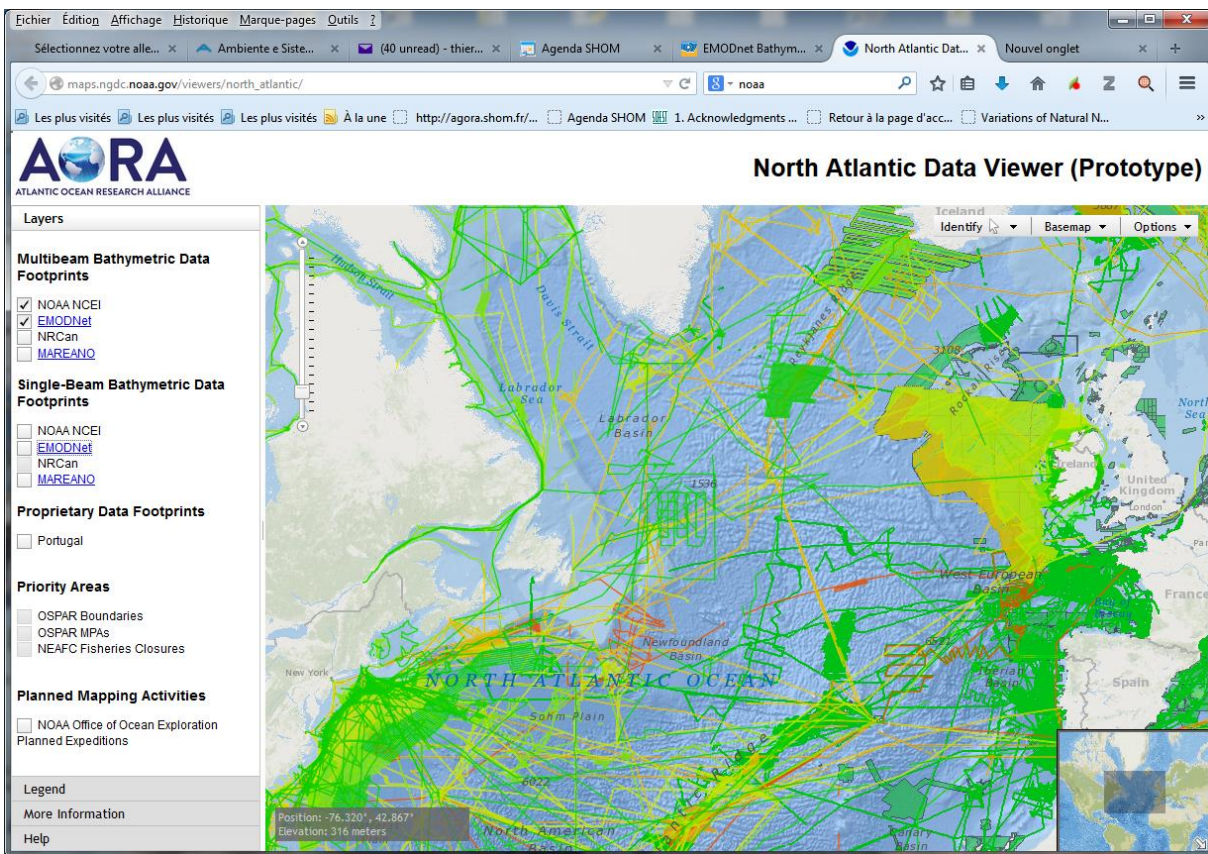 Fichier Édition Affichage Historique Marque-pages Outils ?
Sélectionnez votre alle... Ambiente e Siste... (40 unread) - thier... Agenda SHOM EMODnet Bathym... North Atlantic Dat... Nouvel onglet
maps.ngdc.noaa.gov/viewers/north_atlantic/ noaa
Les plus visités Les plus visités Les plus visités À la une http://agora.shom.fr/... Agenda SHOM 1. Acknowledgments ... Retour à la page d'acc... Variations of Natural N...
AORA
ATLANTIC OCEAN RESEARCH ALLIANCE
North Atlantic Data Viewer (Prototype)
Layers
Identify Basemap Options
Multibeam Bathymetric Data
Footprints
NOAA NCEI
EMODNet
NRCan
MAREANO
Single-Beam Bathymetric Data
Footprints
NOAA NCEI
EMODNet
NRCan
MAREANO
Proprietary Data Footprints
Portugal
Priority Areas
OSPAR Boundaries
OSPAR MPAs
NEAFC Fisheries Closures
Planned Mapping Activities
NOAA Office of Ocean Exploration
Planned Expeditions
Legend
More Information
Help
Iceland
Hudson Strait
Davis Strait
Reykjanes Ridge
3108
Rockall Rise
Labrador
Sea
Labrador
Basin
North
Sea
Ireland
United
Kingdom
London
1536
West European
Basin
France
Newfoundland
Basin
6521
Iberian
Basin
Spain
New York
NORTH ATLANTIC OCEAN
Sohm Plain
6022
North American
Basin
Canary
Basin
Position: -76.320°, 42.867°
Elevation: 316 meters